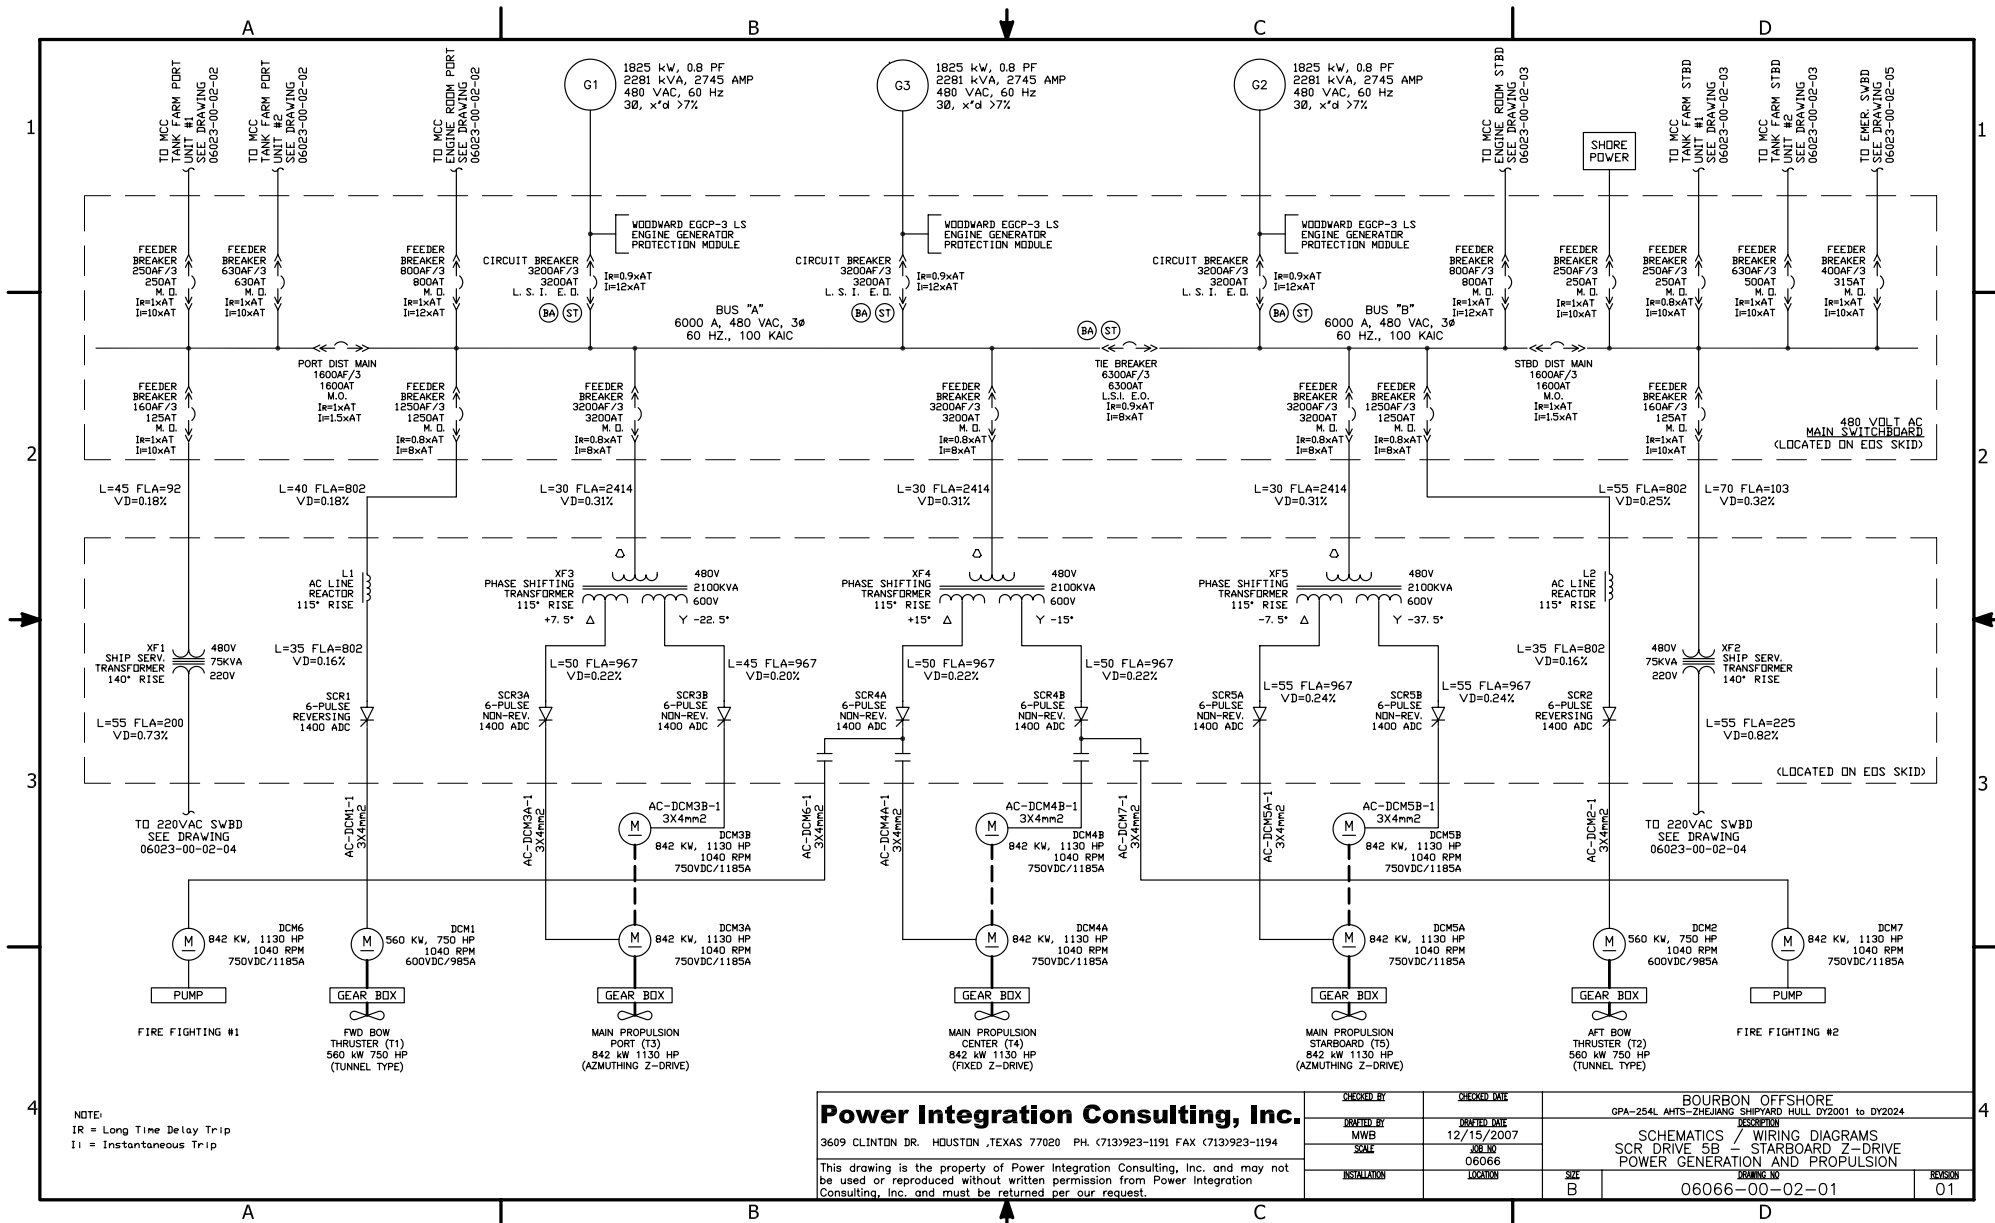 A
B
C
D
1
TO MCC
TANK FARM PORT
UNIT #1
SEE DRAWING
06023-00-02-02
TO MCC
TANK FARM PORT
UNIT #2
SEE DRAWING
06023-00-02-02
TO MCC
ENGINE ROOM PORT
SEE DRAWING
06023-00-02-02
G1
1825 kW, 0.8 PF
2281 kVA, 2745 AMP
480 VAC, 60 Hz
3Ø, x"d >7%
G3
1825 kW, 0.8 PF
2281 kVA, 2745 AMP
480 VAC, 60 Hz
3Ø, x"d >7%
G2
1825 kW, 0.8 PF
2281 kVA, 2745 AMP
480 VAC, 60 Hz
3Ø, x"d >7%
TO MCC
ENGINE ROOM STBD
SEE DRAWING
06023-00-02-03
SHORE
POWER
TO MCC
TANK FARM STBD
UNIT #1
SEE DRAWING
06023-00-02-03
TO MCC
TANK FARM STBD
UNIT #2
SEE DRAWING
06023-00-02-03
TO EMER. SWBD
SEE DRAWING
06023-00-02-05
1
WOODWARD EGCP-3 LS
ENGINE GENERATOR
PROTECTION MODULE
WOODWARD EGCP-3 LS
ENGINE GENERATOR
PROTECTION MODULE
WOODWARD EGCP-3 LS
ENGINE GENERATOR
PROTECTION MODULE
FEEDER
BREAKER
250AF/3
250AT
M. O.
IR=1xAT
II=10xAT
FEEDER
BREAKER
630AF/3
630AT
M. O.
IR=1xAT
II=10xAT
FEEDER
BREAKER
800AF/3
800AT
M. O.
IR=1xAT
II=12xAT
CIRCUIT BREAKER
3200AF/3
3200AT
L. S. I. E. O.
IR=0.9xAT
II=12xAT
BA ST
CIRCUIT BREAKER
3200AF/3
3200AT
L. S. I. E. O.
IR=0.9xAT
II=12xAT
BA ST
CIRCUIT BREAKER
3200AF/3
3200AT
L. S. I. E. O.
IR=0.9xAT
II=12xAT
BA ST
FEEDER
BREAKER
800AF/3
800AT
M. O.
IR=1xAT
II=12xAT
FEEDER
BREAKER
250AF/3
250AT
M. O.
IR=1xAT
II=10xAT
FEEDER
BREAKER
250AF/3
250AT
M. O.
IR=0.8xAT
II=10xAT
FEEDER
BREAKER
630AF/3
500AT
M. O.
IR=1xAT
II=10xAT
FEEDER
BREAKER
400AF/3
315AT
M. O.
IR=1xAT
II=10xAT
BUS "A"
6000 A, 480 VAC, 3Ø
60 HZ., 100 KAIC
BA ST
BUS "B"
6000 A, 480 VAC, 3Ø
60 HZ., 100 KAIC
PORT DIST MAIN
1600AF/3
1600AT
M.O.
IR=1xAT
II=1.5xAT
TIE BREAKER
6300AF/3
6300AT
L.S.I. E.O.
IR=0.9xAT
II=8xAT
STBD DIST MAIN
1600AF/3
1600AT
M.O.
IR=1xAT
II=1.5xAT
FEEDER
BREAKER
160AF/3
125AT
M. O.
IR=1xAT
II=10xAT
FEEDER
BREAKER
1250AF/3
1250AT
M. O.
IR=0.8xAT
II=8xAT
FEEDER
BREAKER
3200AF/3
3200AT
M. O.
IR=0.8xAT
II=8xAT
FEEDER
BREAKER
3200AF/3
3200AT
M. O.
IR=0.8xAT
II=8xAT
FEEDER
BREAKER
3200AF/3
3200AT
M. O.
IR=0.8xAT
II=8xAT
FEEDER
BREAKER
1250AF/3
1250AT
M. O.
IR=0.8xAT
II=8xAT
FEEDER
BREAKER
160AF/3
125AT
M. O.
IR=1xAT
II=10xAT
480 VOLT AC
MAIN SWITCHBOARD
(LOCATED ON EOS SKID)
2
2
L=45 FLA=92
VD=0.18%
L=40 FLA=802
VD=0.18%
L=30 FLA=2414
VD=0.31%
L=30 FLA=2414
VD=0.31%
L=30 FLA=2414
VD=0.31%
L=55 FLA=802
VD=0.25%
L=70 FLA=103
VD=0.32%
L1
AC LINE
REACTOR
115° RISE
XF3
PHASE SHIFTING
TRANSFORMER
115° RISE
Δ
480V
2100KVA
600V
+7. 5° Δ
Y -22. 5°
XF4
PHASE SHIFTING
TRANSFORMER
115° RISE
Δ
480V
2100KVA
600V
+15° Δ
Y -15°
XF5
PHASE SHIFTING
TRANSFORMER
115° RISE
Δ
480V
2100KVA
600V
-7. 5° Δ
Y -37. 5°
L2
AC LINE
REACTOR
115° RISE
XF1
SHIP SERV.
TRANSFORMER
140° RISE
480V
75KVA
220V
L=35 FLA=802
VD=0.16%
L=50 FLA=967
VD=0.22%
L=45 FLA=967
VD=0.20%
L=50 FLA=967
VD=0.22%
L=50 FLA=967
VD=0.22%
L=55 FLA=967
VD=0.24%
L=55 FLA=967
VD=0.24%
L=35 FLA=802
VD=0.16%
480V
75KVA
220V
XF2
SHIP SERV.
TRANSFORMER
140° RISE
L=55 FLA=200
VD=0.73%
SCR1
6-PULSE
REVERSING
1400 ADC
SCR3A
6-PULSE
NON-REV.
1400 ADC
SCR3B
6-PULSE
NON-REV.
1400 ADC
SCR4A
6-PULSE
NON-REV.
1400 ADC
SCR4B
6-PULSE
NON-REV.
1400 ADC
SCR5A
6-PULSE
NON-REV.
1400 ADC
SCR5B
6-PULSE
NON-REV.
1400 ADC
SCR2
6-PULSE
REVERSING
1400 ADC
L=55 FLA=225
VD=0.82%
(LOCATED ON EOS SKID)
3
3
TO 220VAC SWBD
SEE DRAWING
06023-00-02-04
AC-DCM1-1
3X4mm2
AC-DCM3A-1
3X4mm2
AC-DCM3B-1
3X4mm2
M
DCM3B
842 KW, 1130 HP
1040 RPM
750VDC/1185A
AC-DCM6-1
3X4mm2
AC-DCM4A-1
3X4mm2
AC-DCM4B-1
3X4mm2
M
DCM4B
842 KW, 1130 HP
1040 RPM
750VDC/1185A
AC-DCM7-1
3X4mm2
AC-DCM5A-1
3X4mm2
AC-DCM5B-1
3X4mm2
M
DCM5B
842 KW, 1130 HP
1040 RPM
750VDC/1185A
AC-DCM2-1
3X4mm2
TO 220VAC SWBD
SEE DRAWING
06023-00-02-04
M
DCM6
842 KW, 1130 HP
1040 RPM
750VDC/1185A
M
DCM1
560 KW, 750 HP
1040 RPM
600VDC/985A
M
DCM3A
842 KW, 1130 HP
1040 RPM
750VDC/1185A
M
DCM4A
842 KW, 1130 HP
1040 RPM
750VDC/1185A
M
DCM5A
842 KW, 1130 HP
1040 RPM
750VDC/1185A
M
DCM2
560 KW, 750 HP
1040 RPM
600VDC/985A
M
DCM7
842 KW, 1130 HP
1040 RPM
750VDC/1185A
PUMP
GEAR BOX
GEAR BOX
GEAR BOX
GEAR BOX
GEAR BOX
PUMP
FIRE FIGHTING #1
FWD BOW
THRUSTER (T1)
560 kW 750 HP
(TUNNEL TYPE)
MAIN PROPULSION
PORT (T3)
842 kW 1130 HP
(AZMUTHING Z-DRIVE)
MAIN PROPULSION
CENTER (T4)
842 kW 1130 HP
(FIXED Z-DRIVE)
MAIN PROPULSION
STARBOARD (T5)
842 kW 1130 HP
(AZMUTHING Z-DRIVE)
AFT BOW
THRUSTER (T2)
560 kW 750 HP
(TUNNEL TYPE)
FIRE FIGHTING #2
4
4
NOTE:
IR = Long Time Delay Trip
Ii = Instantaneous Trip
Power Integration Consulting, Inc.
3609 CLINTON DR. HOUSTON ,TEXAS 77020 PH. (713)923-1191 FAX (713)923-1194
This drawing is the property of Power Integration Consulting, Inc. and may not
be used or reproduced without written permission from Power Integration
Consulting, Inc. and must be returned per our request.
CHECKED BY
CHECKED DATE
DRAFTED BY
MWB
DRAFTED DATE
12/15/2007
SCALE
JOB NO
06066
INSTALLATION
LOCATION
BOURBON OFFSHORE
GPA-254L AHTS-ZHEJIANG SHIPYARD HULL DY2001 to DY2024
DESCRIPTION
SCHEMATICS / WIRING DIAGRAMS
SCR DRIVE 5B - STARBOARD Z-DRIVE
POWER GENERATION AND PROPULSION
SIZE
B
DRAWING NO
06066-00-02-01
REVISION
01
A
B
C
D